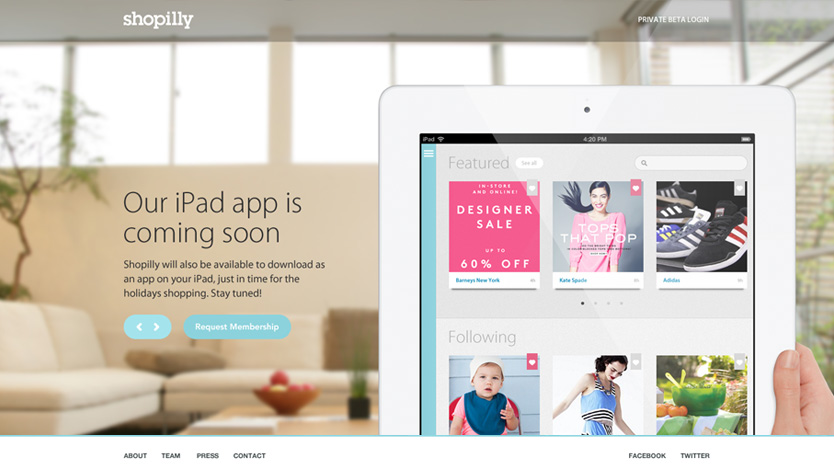 shopilly
PRIVATE BETA LOGIN
Our iPad app is
coming soon
Shopilly will also be available to download as
an app on your iPad, just in time for the
holidays shopping. Stay tuned!
Request Membership
iPad
4:20 PM
Featured
See all
IN-STORE
AND ONLINE!
DESIGNER
SALE
UP TO
60% OFF
Barneys New York
TOPS
THAT POP
Kate Spade
Adidas
Following
ABOUT
TEAM
PRESS
CONTACT
FACEBOOK
TWITTER